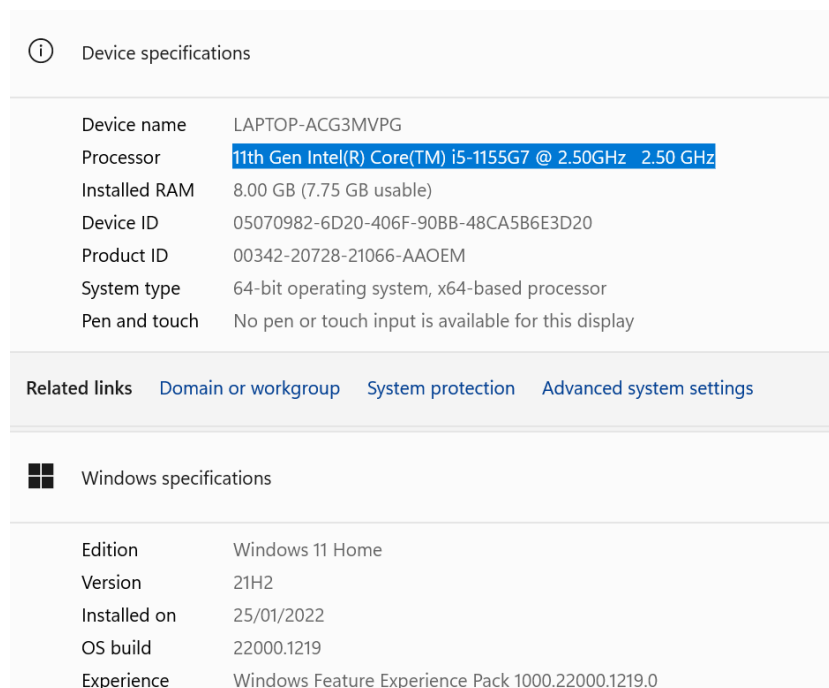 Device specifications
Device name LAPTOP-ACG3MVPG
Processor 11th Gen Intel(R) Core(TM) i5-1155G7 @ 2.50GHz 2.50 GHz
Installed RAM 8.00 GB (7.75 GB usable)
Device ID 05070982-6D20-406F-90BB-48CA5B6E3D20
Product ID 00342-20728-21066-AAOEM
System type 64-bit operating system, x64-based processor
Pen and touch No pen or touch input is available for this display
Related links Domain or workgroup System protection Advanced system settings
Windows specifications
Edition Windows 11 Home
Version 21H2
Installed on 25/01/2022
OS build 22000.1219
Experience Windows Feature Experience Pack 1000.22000.1219.0